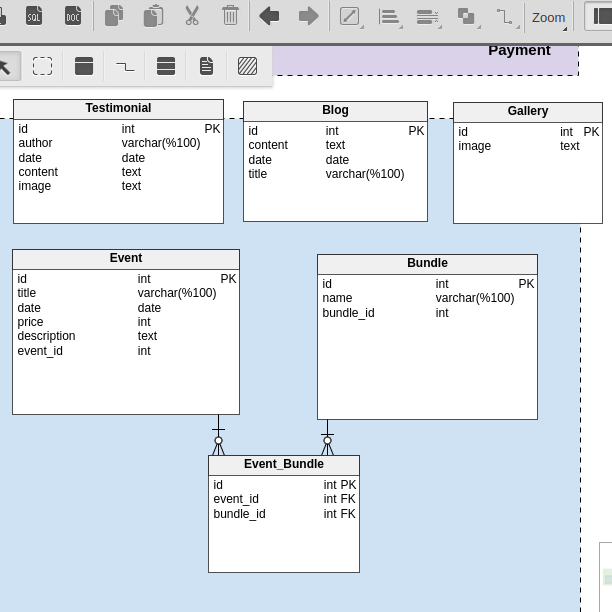 SQL DOC Zoom
Payment
Testimonial
id int PK
author varchar(%100)
date date
content text
image text
Blog
id int PK
content text
date date
title varchar(%100)
Gallery
id int PK
image text
Event
id int PK
title varchar(%100)
date date
price int
description text
event_id int
Bundle
id int PK
name varchar(%100)
bundle_id int
Event_Bundle
id int PK
event_id int FK
bundle_id int FK